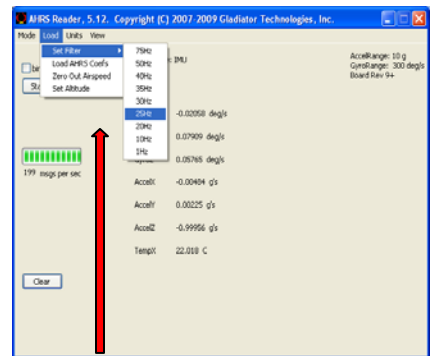 AHRS Reader, 5.12. Copyright (C) 2007-2009 Gladiator Technologies, Inc.
Mode Load Units View
Set Filter
Load AHRS Coefs
Zero Out Airspeed
Set Altitude
75Hz
50Hz
40Hz
35Hz
30Hz
25Hz
20Hz
10Hz
1Hz
IMU
AccelRange: 10 g
GyroRange: 300 deg/s
Board Rev 9+
-0.02058 deg/s
0.07909 deg/s
0.05765 deg/s
199 msgs per sec
AccelX -0.00484 g's
AccelY 0.00225 g's
AccelZ -0.99956 g's
TempX 22.018 C
Clear